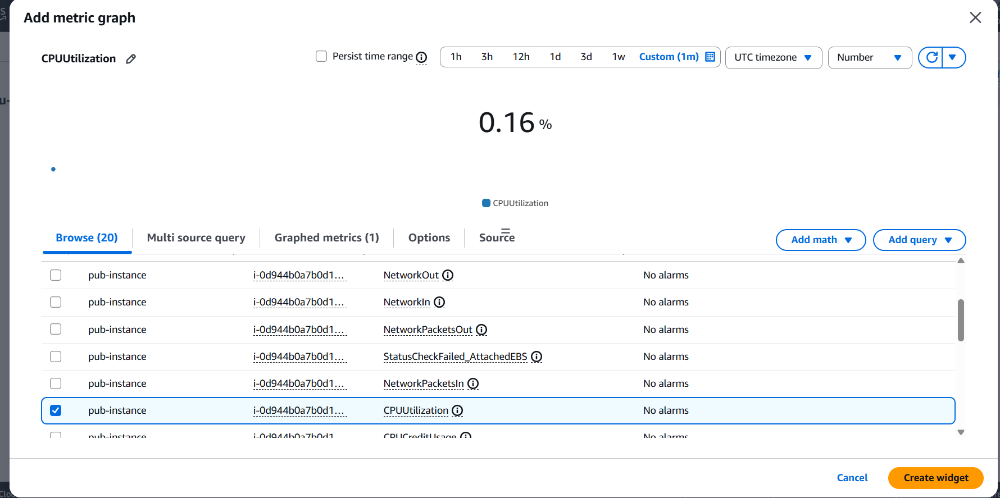 Add metric graph
CPUUtilization
Persist time range
1h 3h 12h 1d 3d 1w Custom (1m)
UTC timezone
Number
0.16 %
CPUUtilization
Browse (20)
Multi source query
Graphed metrics (1)
Options
Source
Add math
Add query
pub-instance i-0d944b0a7b0d1... NetworkOut No alarms
pub-instance i-0d944b0a7b0d1... NetworkIn No alarms
pub-instance i-0d944b0a7b0d1... NetworkPacketsOut No alarms
pub-instance i-0d944b0a7b0d1... StatusCheckFailed_AttachedEBS No alarms
pub-instance i-0d944b0a7b0d1... NetworkPacketsIn No alarms
pub-instance i-0d944b0a7b0d1... CPUUtilization No alarms
pub-instance i-0d944b0a7b0d1... CPUCreditUsage No alarms
Cancel
Create widget